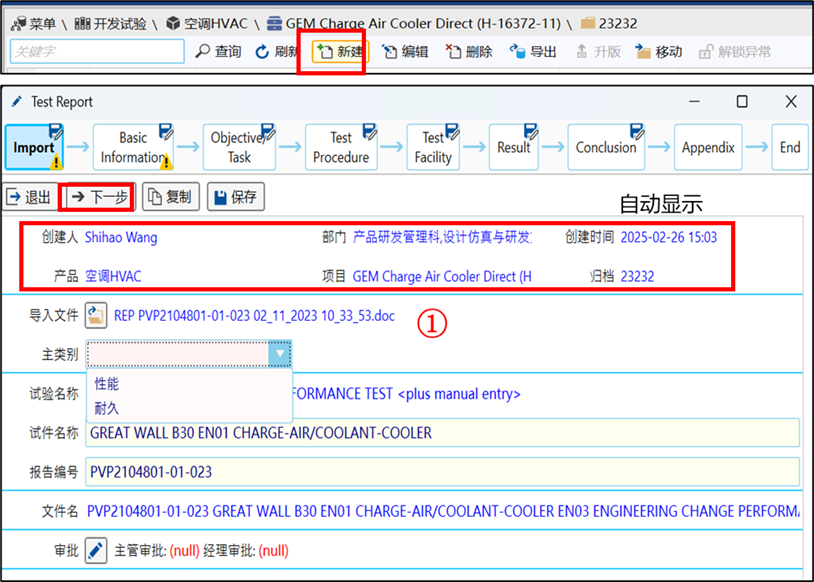 菜单 \ 开发试验 \ 空调HVAC \ GEM Charge Air Cooler Direct (H-16372-11) \ 23232
关键字 查询 刷新 新建 编辑 删除 导出 升版 移动 解锁异常
Test Report
Import Basic Information Objective/ Task Test Procedure Test Facility Result Conclusion Appendix End
退出 下一步 复制 保存
自动显示
创建人 Shihao Wang 部门 产品研发管理科,设计仿真与研发 创建时间 2025-02-26 15:03
产品 空调HVAC 项目 GEM Charge Air Cooler Direct (H 归档 23232
导入文件 REP PVP2104801-01-023 02_11_2023 10_33_53.doc
①
主类别
性能
试验名称 FORMANCE TEST <plus manual entry>
耐久
试件名称 GREAT WALL B30 EN01 CHARGE-AIR/COOLANT-COOLER
报告编号 PVP2104801-01-023
文件名 PVP2104801-01-023 GREAT WALL B30 EN01 CHARGE-AIR/COOLANT-COOLER EN03 ENGINEERING CHANGE PERFORM
审批 主管审批: (null) 经理审批: (null)